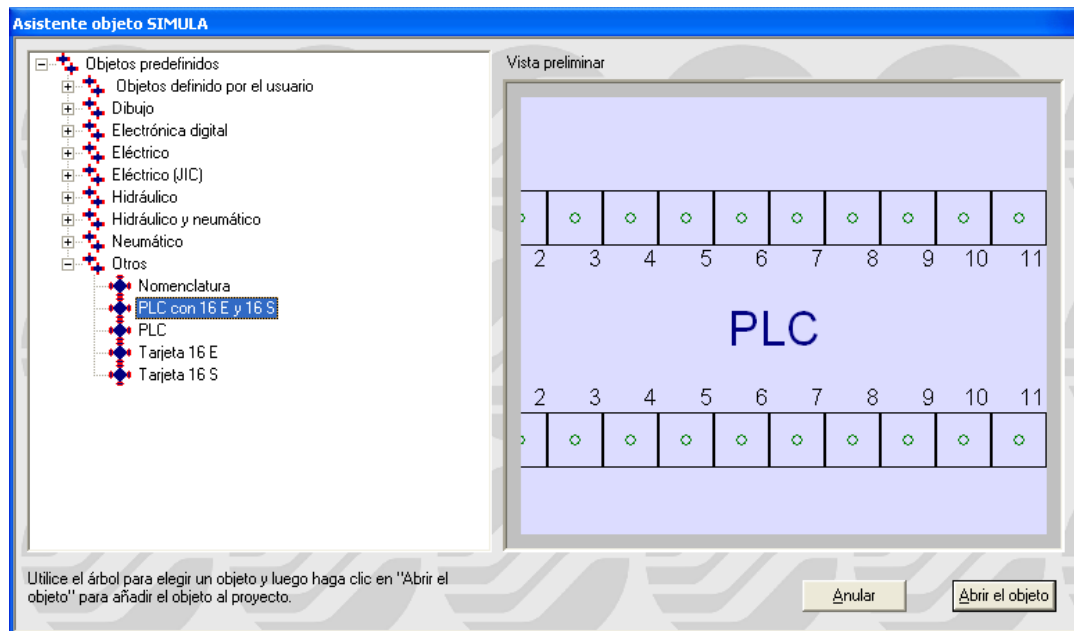 Asistente objeto SIMULA
Objetos predefinidos
Objetos definido por el usuario
Dibujo
Electrónica digital
Eléctrico
Eléctrico (JIC)
Hidráulico
Hidráulico y neumático
Neumático
Otros
Nomenclatura
PLC con 16 E y 16 S
PLC
Tarjeta 16 E
Tarjeta 16 S
Vista preliminar
2 3 4 5 6 7 8 9 10 11
PLC
2 3 4 5 6 7 8 9 10 11
Utilice el árbol para elegir un objeto y luego haga clic en "Abrir el
objeto" para añadir el objeto al proyecto.
Anular
Abrir el objeto